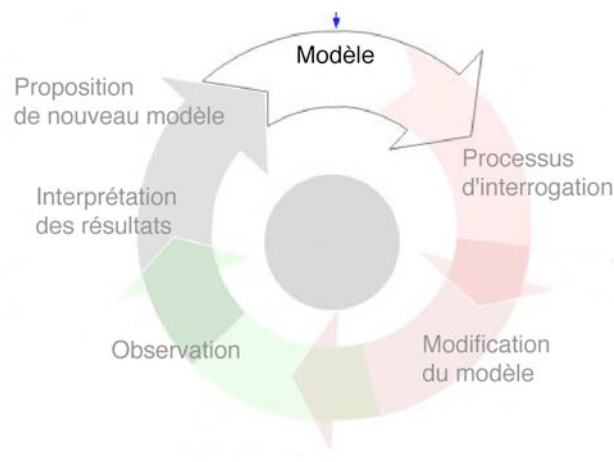 Modèle
Proposition
de nouveau modèle
Processus
d'interrogation
Interprétation
des résultats
Observation
Modification
du modèle